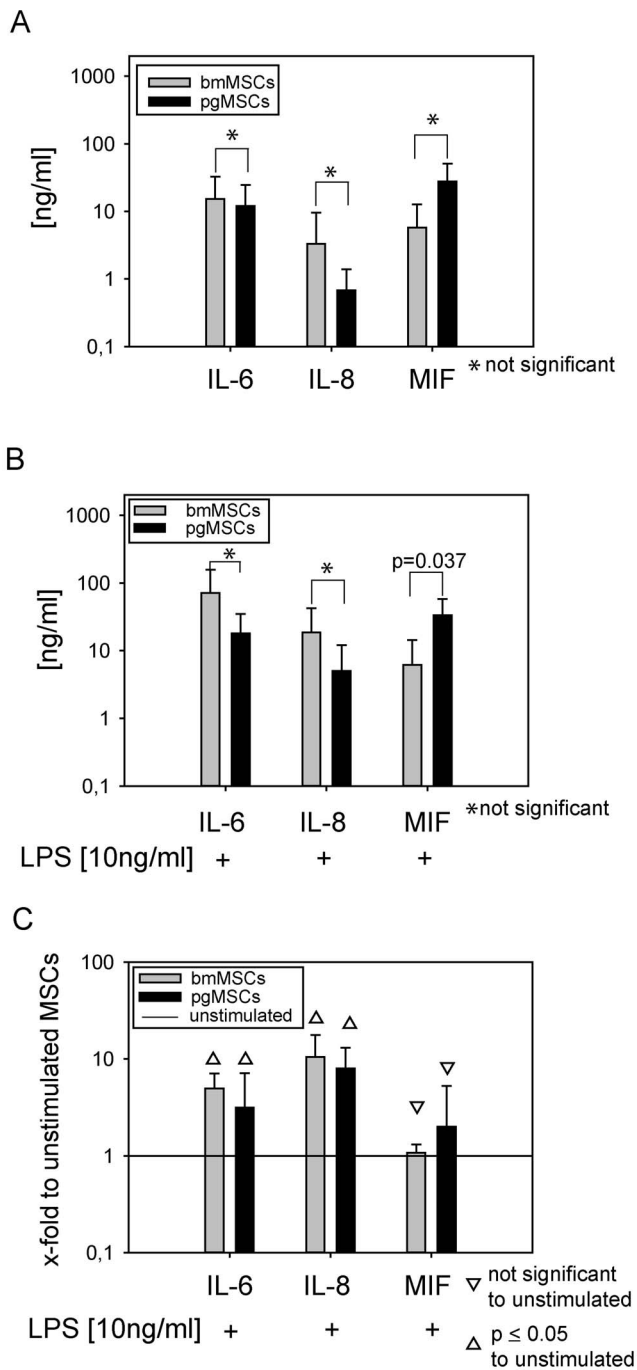 A
1000
100
10
1
0,1
[ng/ml]
bmMSCs
pgMSCs
*
*
*
IL-6 IL-8 MIF
* not significant
B
1000
100
10
1
0,1
[ng/ml]
bmMSCs
pgMSCs
*
*
p=0.037
IL-6 IL-8 MIF
*not significant
LPS [10ng/ml] + + +
C
100
10
1
0,1
x-fold to unstimulated MSCs
bmMSCs
pgMSCs
unstimulated
△ △ △ △ ▽ ▽
IL-6 IL-8 MIF
LPS [10ng/ml] + + +
▽ not significant
to unstimulated
△ p ≤ 0.05
to unstimulated